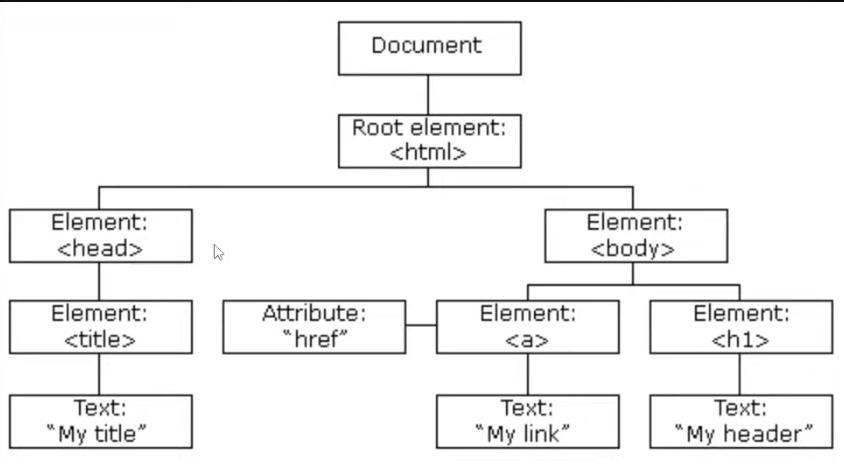 Document
Root element:
<html>
Element:
<head>
Element:
<body>
Element:
<title>
Attribute:
“href”
Element:
<a>
Element:
<h1>
Text:
“My title”
Text:
“My link”
Text:
“My header”